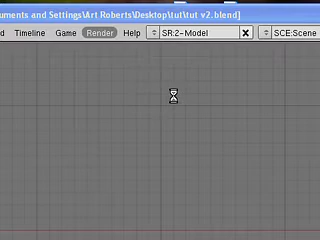 uments and Settings\Art Roberts\Desktop\tut\tut v2.blend]
d Timeline Game Render Help SR:2-Model SCE:Scene